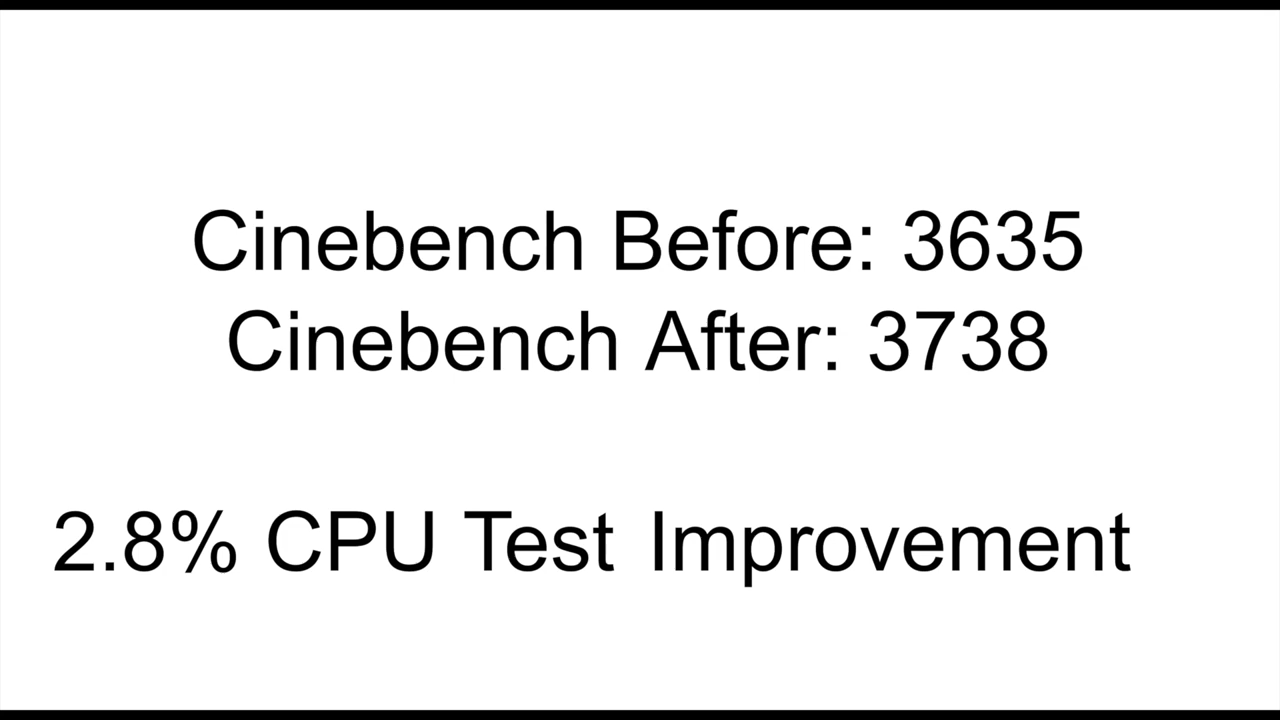 Cinebench Before: 3635
Cinebench After: 3738
2.8% CPU Test Improvement